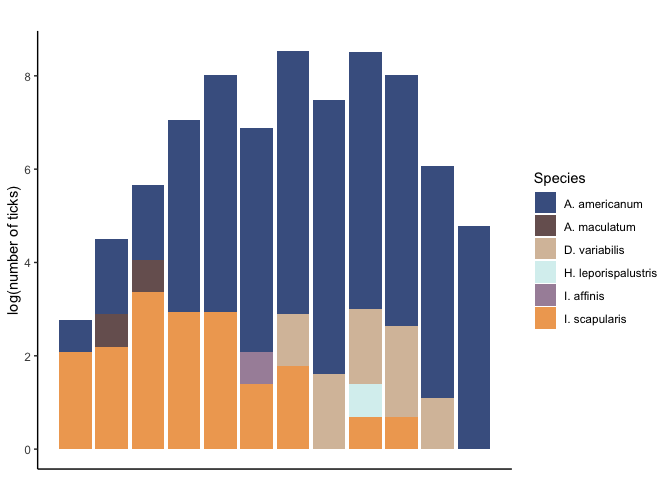 log(number of ticks)
8
6
4
2
0
Species
A. americanum
A. maculatum
D. variabilis
H. leporispalustris
I. affinis
I. scapularis